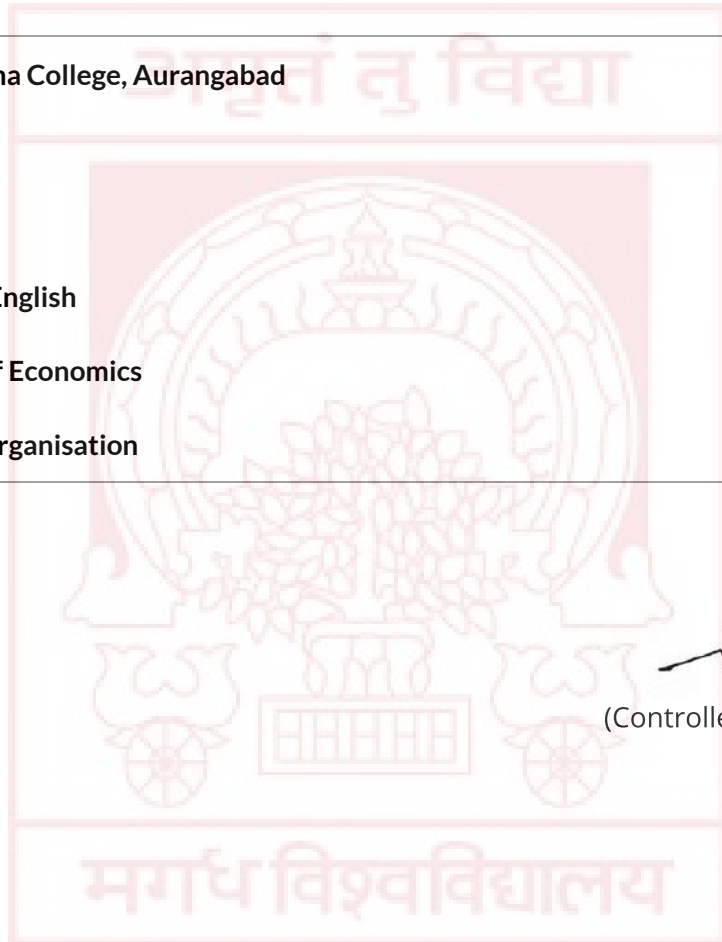 अमृतं तु विद्या
na College, Aurangabad
English
f Economics
rganisation
(Controlle
मगध विश्वविद्यालय